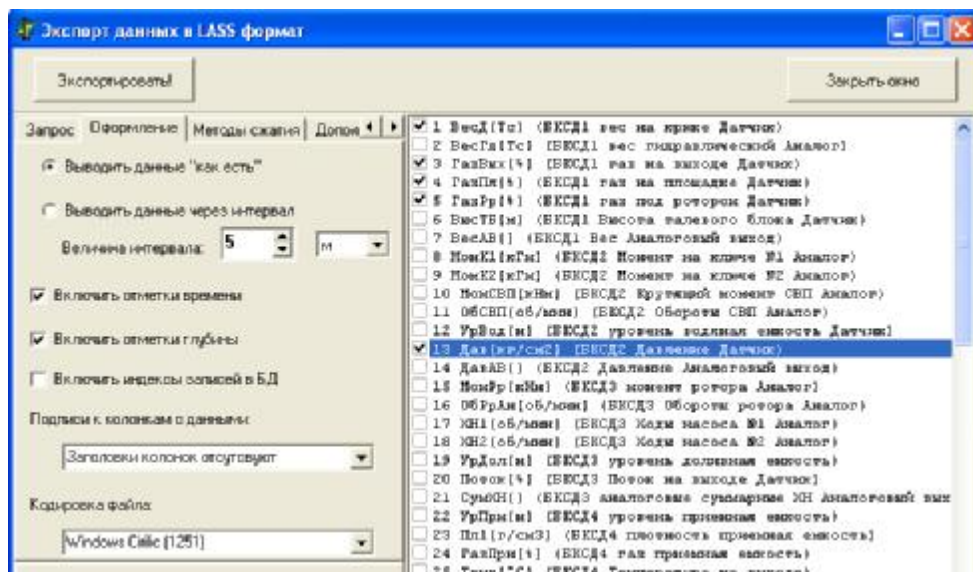 Экспорт данных в LASS формат
Экспортировать!
Закрыть окно
Запрос Оформление Методы сжатия Допол
Выводить данные "как есть"
Выводить данные через интервал
Величина интервала: 5 м
Включить отметки времени
Включить отметки глубины
Включить индексы записей в БД
Подписи к колонкам с данными:
Заголовки колонок отсутствуют
Кодировка файла:
Windows Cirilic (1251)
1 ВесД[Тс] (БКСД1 вес на крюке Датчик)
2 ВесГл[Тс] (БКСД1 вес гидравлический Аналог)
3 ГазВых[%] (БКСД1 газ на выходе Датчик)
4 ГазПл[%] (БКСД1 газ на площадке Датчик)
5 ГазРр[%] (БКСД1 газ под ротором Датчик)
6 ВысТБ[м] (БКСД1 Высота талевого блока Датчик)
7 ВесАВ[] (БКСД1 Вес Аналоговый выход)
8 МомК1[кГм] (БКСД2 Момент на ключе №1 Аналог)
9 МомК2[кГм] (БКСД2 Момент на ключе №2 Аналог)
10 МомСВП[кНм] (БКСД2 Крутящий момент СВП Аналог)
11 ОбСВП[об/мин] (БКСД2 Обороты СВП Аналог)
12 УрВод[м] (БКСД2 уровень водяная емкость Датчик)
13 Дав[кг/см2] (БКСД2 Давление Датчик)
14 ДавАВ[] (БКСД2 Давление Аналоговый выход)
15 МомРр[кНм] (БКСД3 момент ротора Аналог)
16 ОбРрАн[об/мин] (БКСД3 Обороты ротора Аналог)
17 ХН1[об/мин] (БКСД3 Ходы насоса №1 Аналог)
18 ХН2[об/мин] (БКСД3 Ходы насоса №2 Аналог)
19 УрДол[м] (БКСД3 уровень доливная емкость)
20 Поток[%] (БКСД3 Поток на выходе Датчик)
21 СумХН[] (БКСД3 аналоговые суммарные ХН Аналоговый вых
22 УрПрм[м] (БКСД4 уровень приемная емкость)
23 Пл1[г/см3] (БКСД4 плотность приемная емкость)
24 ГазПрм[%] (БКСД4 газ приемная емкость)